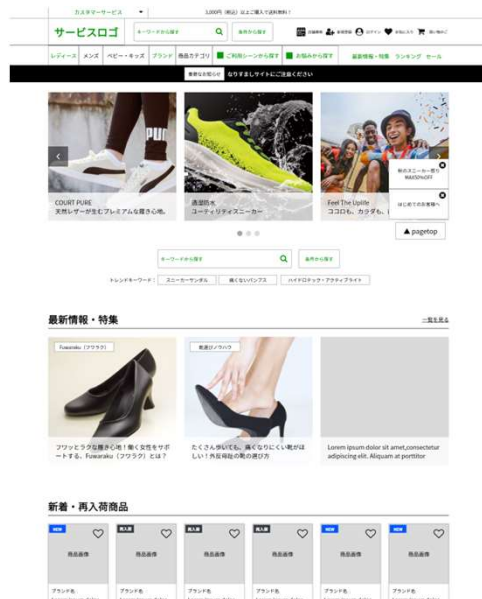 カスタマーサービス
3,000円（税込）以上ご購入で送料無料！
サービスロゴ
キーワードから探す
条件から探す
店舗検索
会員登録
ログイン
お気に入り
買い物かご
レディース
メンズ
ベビー・キッズ
ブランド
商品カテゴリ
ご利用シーンから探す
お悩みから探す
最新情報・特集
ランキング
セール
重要なお知らせ
なりすましサイトにご注意ください
COURT PURE
天然レザーが生むプレミアムな履き心地。
透湿防水
コーティリティスニーカー
Feel The Uplife
ココロも、カラダも、
秋のスニーカー祭り
MAX50%OFF
はじめてのお客様へ
pagetop
キーワードから探す
条件から探す
トレンドキーワード：
スニーカーサンダル
痛くないパンプス
ハイドロテック・アクティブライト
最新情報・特集
一覧を見る
Fuwaraku（フワラク）
フワッとラクな履き心地！働く女性をサポ
ートする、Fuwaraku（フワラク）とは？
靴選びノウハウ
たくさん歩いても、痛くなりにくい靴がほ
しい！外反母趾の靴の選び方
Lorem ipsum dolor sit amet,consectetur
adipiscing elit. Aliquam at porttitor
新着・再入荷商品
NEW
再入荷
再入荷
再入荷
NEW
NEW
商品画像
商品画像
商品画像
商品画像
商品画像
商品画像
ブランド名
ブランド名
ブランド名
ブランド名
ブランド名
ブランド名